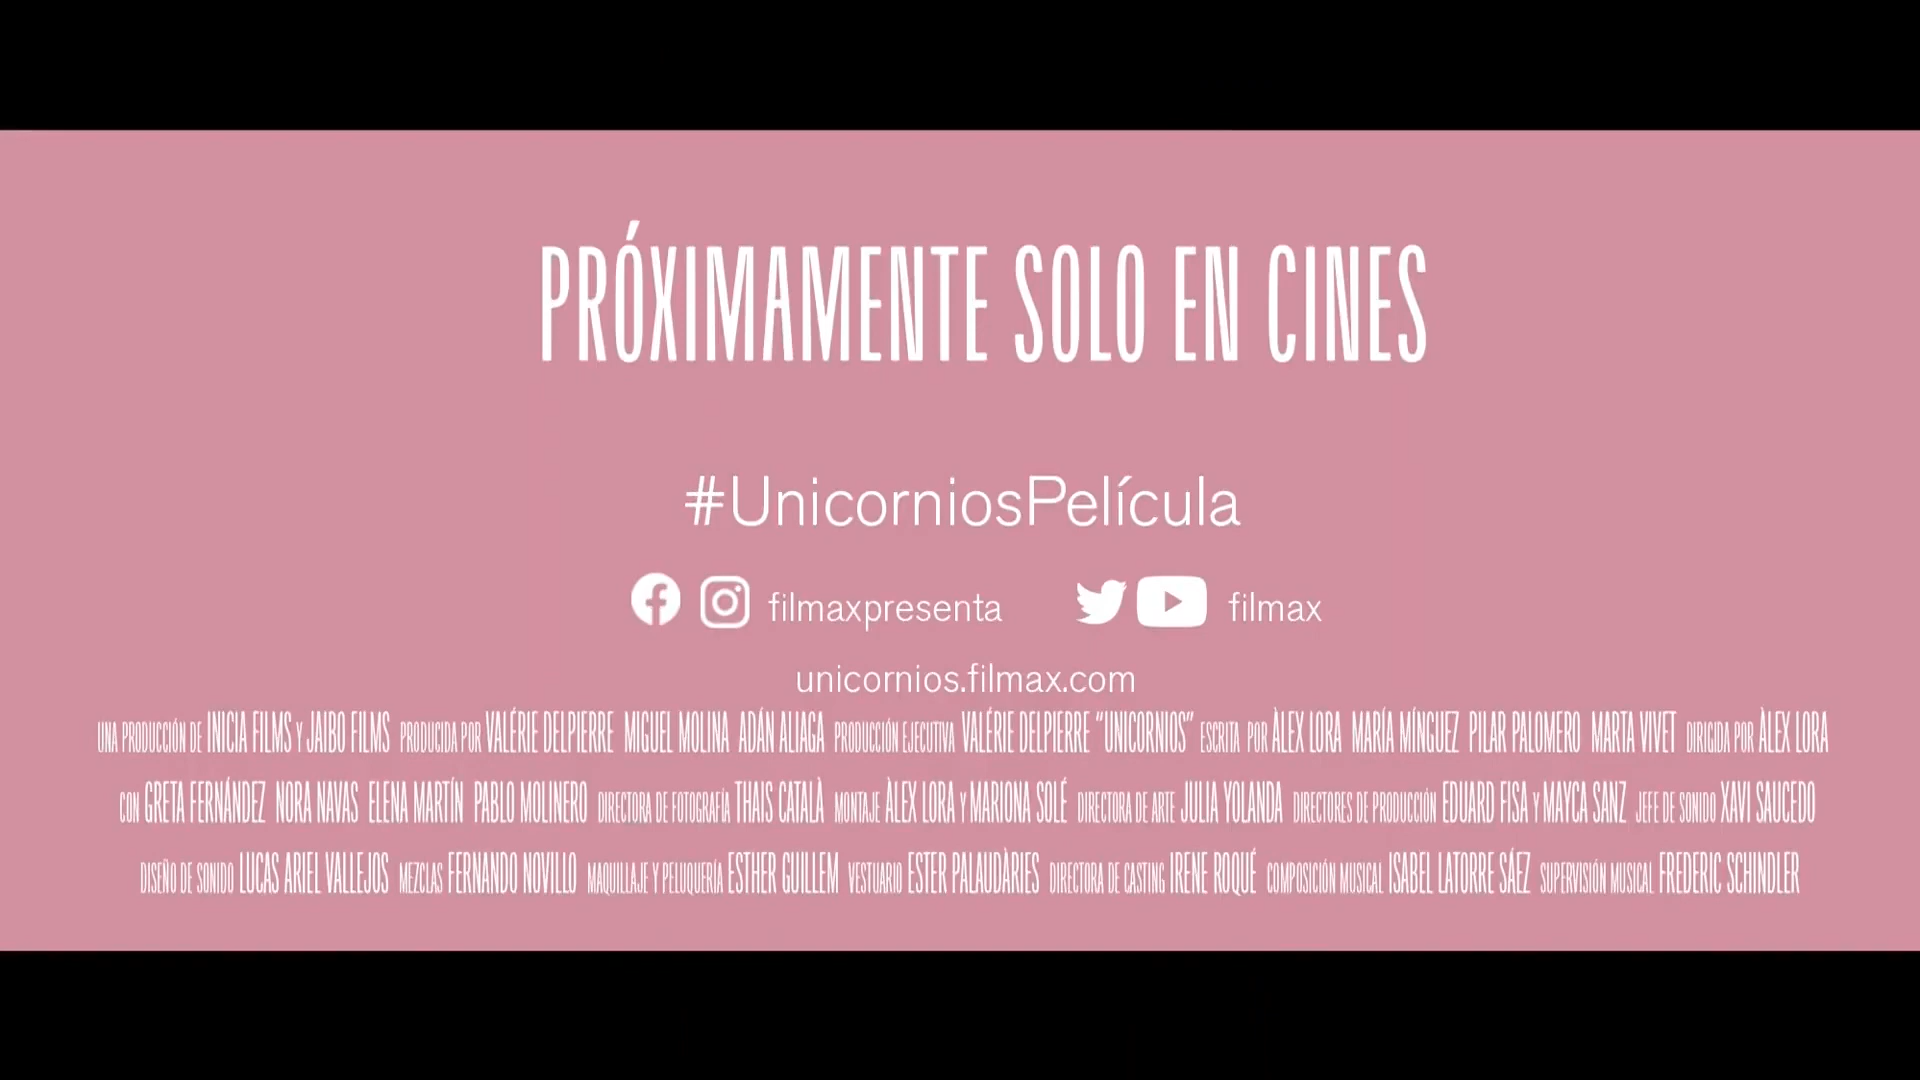 PRÓXIMAMENTE SOLO EN CINES
#UnicorniosPelícula
filmaxpresenta filmax
unicornios.filmax.com
UNA PRODUCCIÓN DE INICIA FILMS Y JAIBO FILMS PRODUCIDA POR VALÉRIE DELPIERRE MIGUEL MOLINA ADÁN ALIAGA PRODUCCIÓN EJECUTIVA VALÉRIE DELPIERRE “UNICORNIOS” ESCRITA POR ÀLEX LORA MARÍA MÍNGUEZ PILAR PALOMERO MARTA VIVET DIRIGIDA POR ÀLEX LORA
CON GRETA FERNÁNDEZ NORA NAVAS ELENA MARTÍN PABLO MOLINERO DIRECTORA DE FOTOGRAFÍA THAIS CATALÀ MONTAJE ÀLEX LORA Y MARIONA SOLÉ DIRECTORA DE ARTE JULIA YOLANDA DIRECTORES DE PRODUCCIÓN EDUARD FISA Y MAYCA SANZ JEFE DE SONIDO XAVI SAUCEDO
DISEÑO DE SONIDO LUCAS ARIEL VALLEJOS MEZCLAS FERNANDO NOVILLO MAQUILLAJE Y PELUQUERÍA ESTHER GUILLEM VESTUARIO ESTER PALAUDÀRIES DIRECTORA DE CASTING IRENE ROQUÉ COMPOSICIÓN MUSICAL ISABEL LATORRE SÁEZ SUPERVISIÓN MUSICAL FREDERIC SCHINDLER